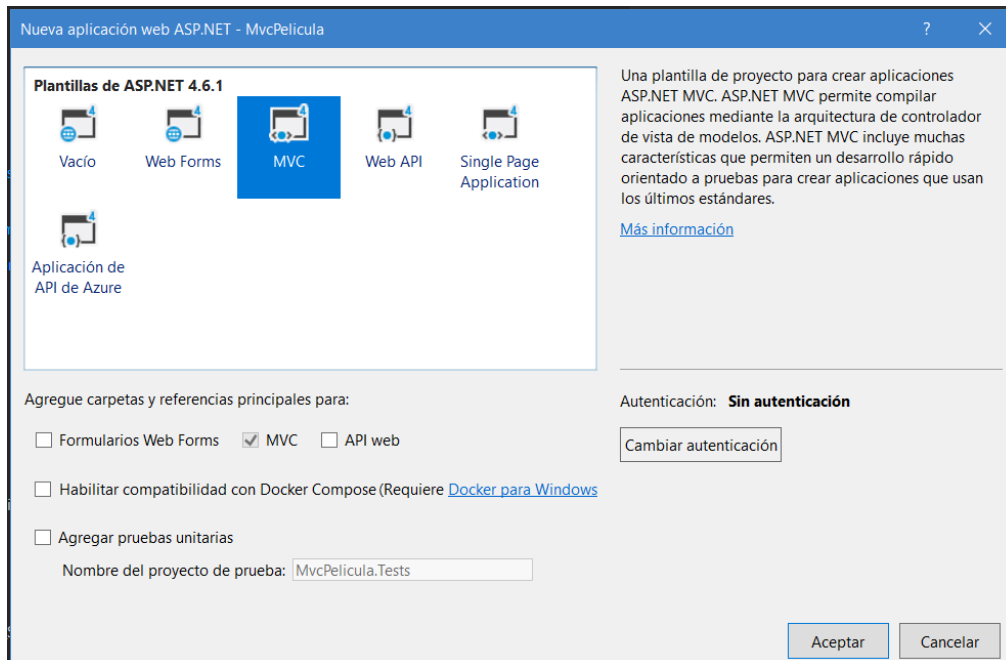 Nueva aplicación web ASP.NET - MvcPelicula
?
Plantillas de ASP.NET 4.6.1
4
4
4
4
4
Vacío
Web Forms
MVC
Web API
Single Page
Application
4
Aplicación de
API de Azure
Una plantilla de proyecto para crear aplicaciones
ASP.NET MVC. ASP.NET MVC permite compilar
aplicaciones mediante la arquitectura de controlador
de vista de modelos. ASP.NET MVC incluye muchas
características que permiten un desarrollo rápido
orientado a pruebas para crear aplicaciones que usan
los últimos estándares.
Más información
Agregue carpetas y referencias principales para:
Formularios Web Forms
MVC
API web
Habilitar compatibilidad con Docker Compose (Requiere Docker para Windows
Agregar pruebas unitarias
Nombre del proyecto de prueba: MvcPelicula.Tests
Autenticación: Sin autenticación
Cambiar autenticación
Aceptar
Cancelar